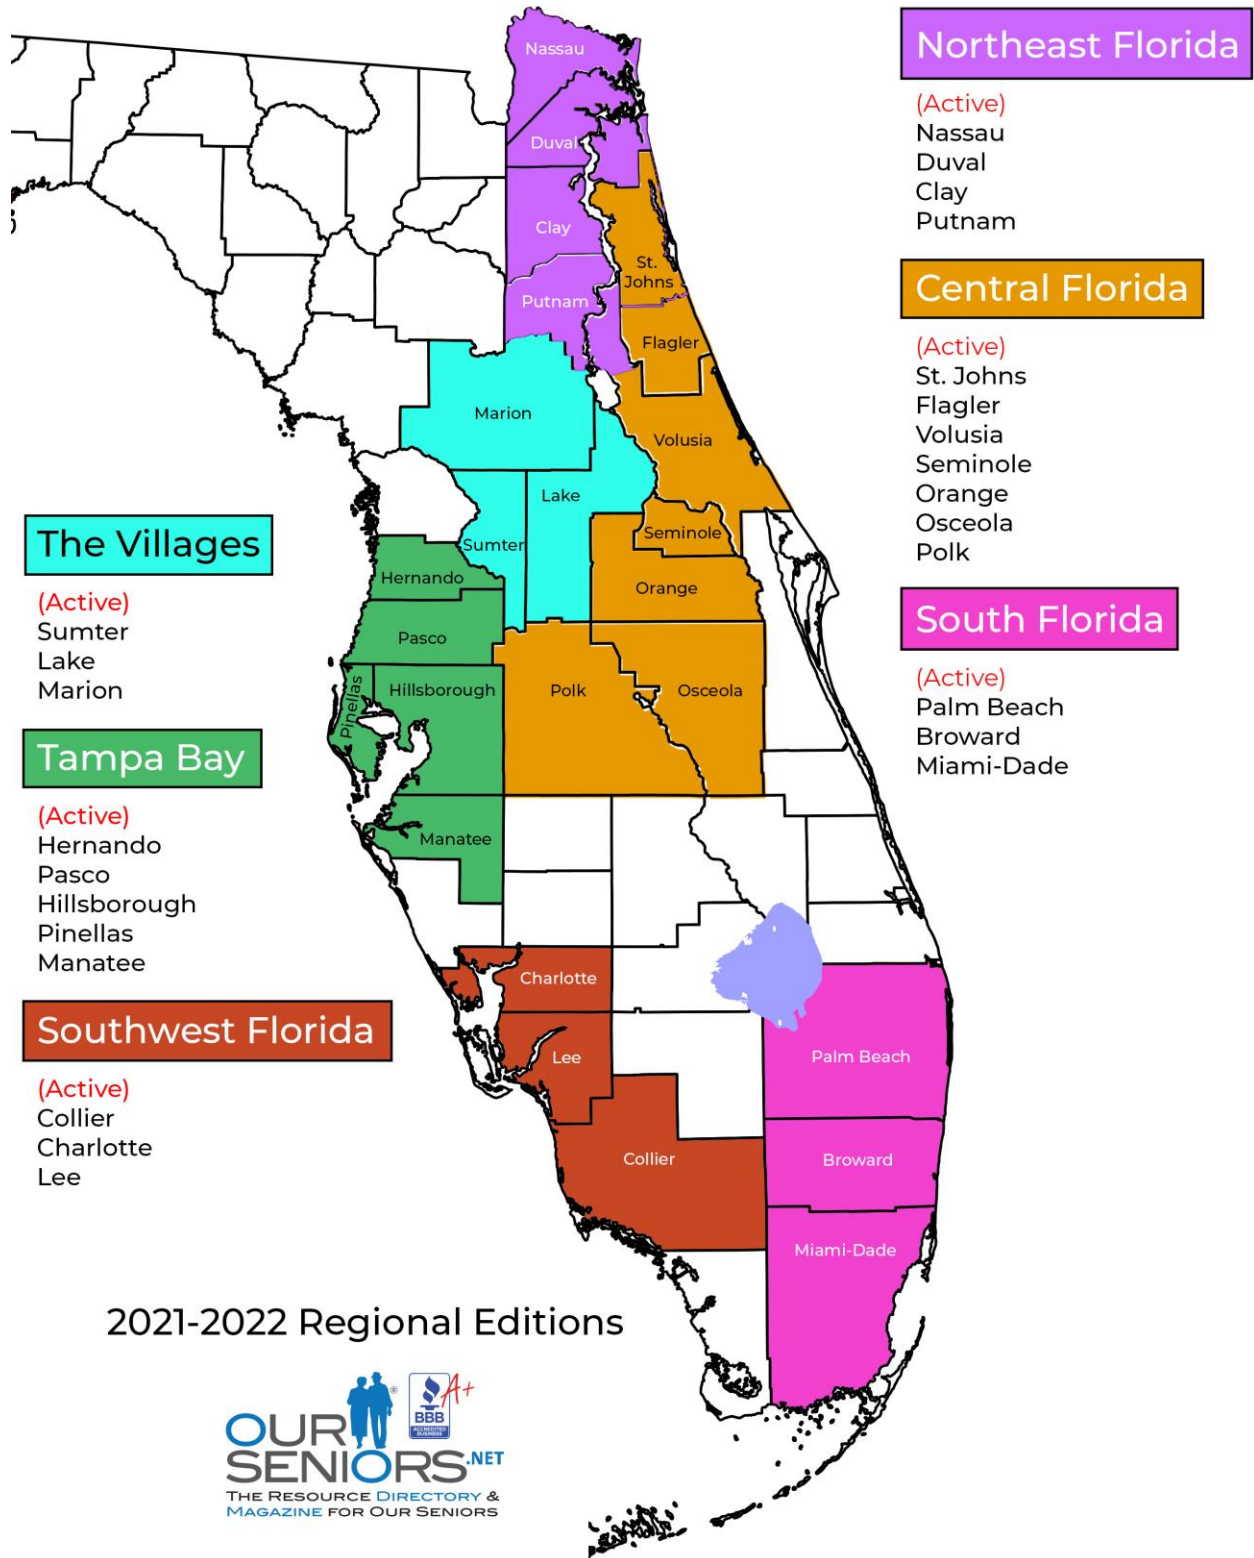 Northeast Florida
(Active)
Nassau
Duval
Clay
Putnam
Central Florida
(Active)
St. Johns
Flagler
Volusia
Seminole
Orange
Osceola
Polk
South Florida
(Active)
Palm Beach
Broward
Miami-Dade
The Villages
(Active)
Sumter
Lake
Marion
Tampa Bay
(Active)
Hernando
Pasco
Hillsborough
Pinellas
Manatee
Southwest Florida
(Active)
Collier
Charlotte
Lee
Nassau
Duval
Clay
St.
Johns
Putnam
Flagler
Marion
Volusia
Lake
Seminole
Sumter
Hernando
Orange
Pasco
Pinellas
Hillsborough
Polk
Osceola
Manatee
Charlotte
Lee
Palm Beach
Collier
Broward
Miami-Dade
2021-2022 Regional Editions
®
A+
BBB
ACCREDITED
BUSINESS
OUR
SENIORS.NET
THE RESOURCE DIRECTORY &
MAGAZINE FOR OUR SENIORS